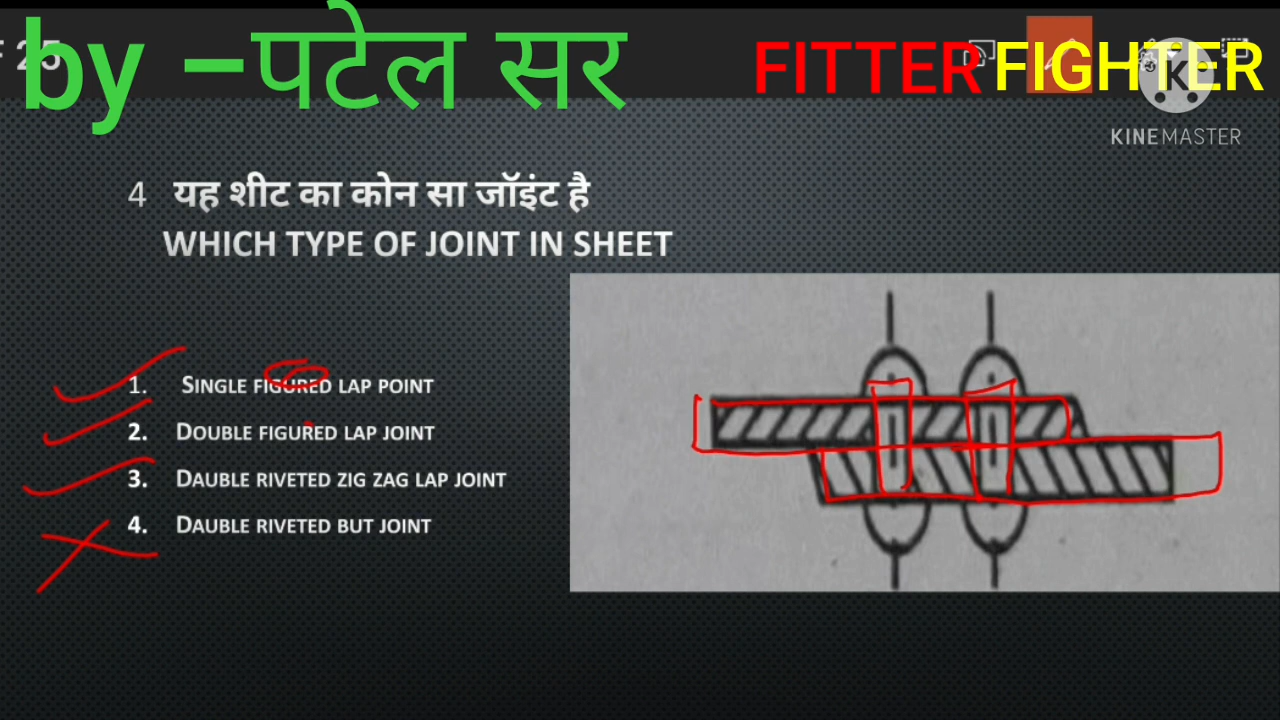 F 25
by –पटेल सर
FITTER FIGHTER
K
KINEMASTER
4 यह शीट का कोन सा जॉइंट है
WHICH TYPE OF JOINT IN SHEET
1. SINGLE FIGURED LAP POINT
2. DOUBLE FIGURED LAP JOINT
3. DAUBLE RIVETED ZIG ZAG LAP JOINT
4. DAUBLE RIVETED BUT JOINT